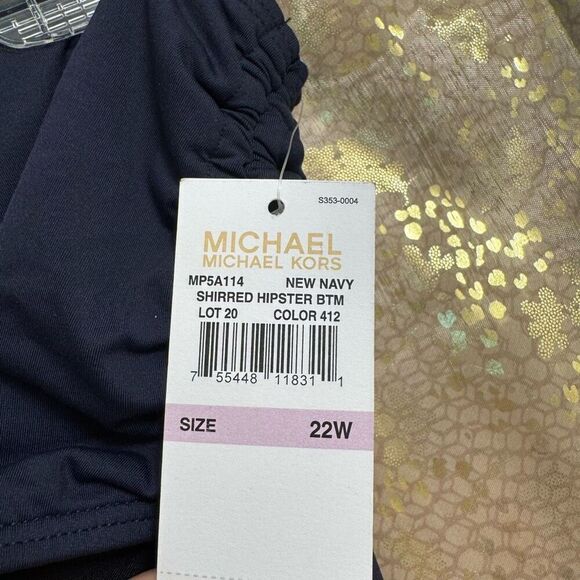 S353-0004
MICHAEL
MICHAEL KORS
MP5A114 NEW NAVY
SHIRRED HIPSTER BTM
LOT 20 COLOR 412
7 55448 11831 1
SIZE 22W